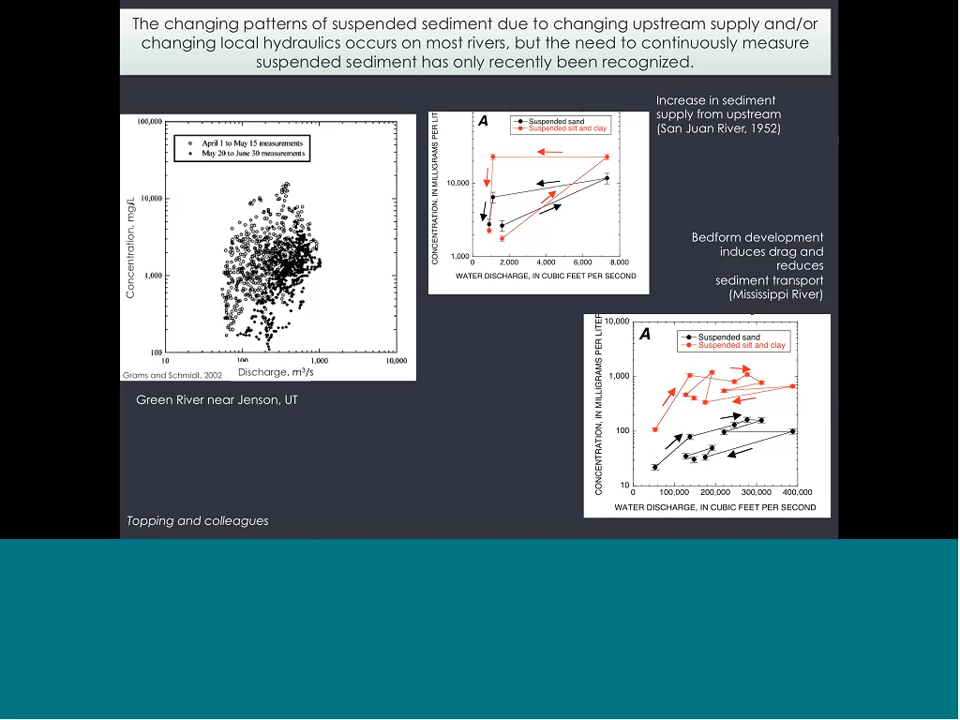 The changing patterns of suspended sediment due to changing upstream supply and/or
changing local hydraulics occurs on most rivers, but the need to continuously measure
suspended sediment has only recently been recognized.
Increase in sediment
supply from upstream
(San Juan River, 1952)
100,000
April 1 to May 15 measurements
May 20 to June 30 measurements
10,000
1,000
100
10
100
1,000
10,000
Concentration, mg/L
Discharge, m³/s
Grams and Schmidt, 2002
Green River near Jenson, UT
A
Suspended sand
Suspended silt and clay
10,000
1,000
0
2,000
4,000
6,000
8,000
CONCENTRATION, IN MILLIGRAMS PER LIT
WATER DISCHARGE, IN CUBIC FEET PER SECOND
Bedform development
induces drag and
reduces
sediment transport
(Mississippi River)
A
Suspended sand
Suspended silt and clay
10,000
1,000
100
10
0
100,000
200,000
300,000
400,000
CONCENTRATION, IN MILLIGRAMS PER LITER
WATER DISCHARGE, IN CUBIC FEET PER SECOND
Topping and colleagues